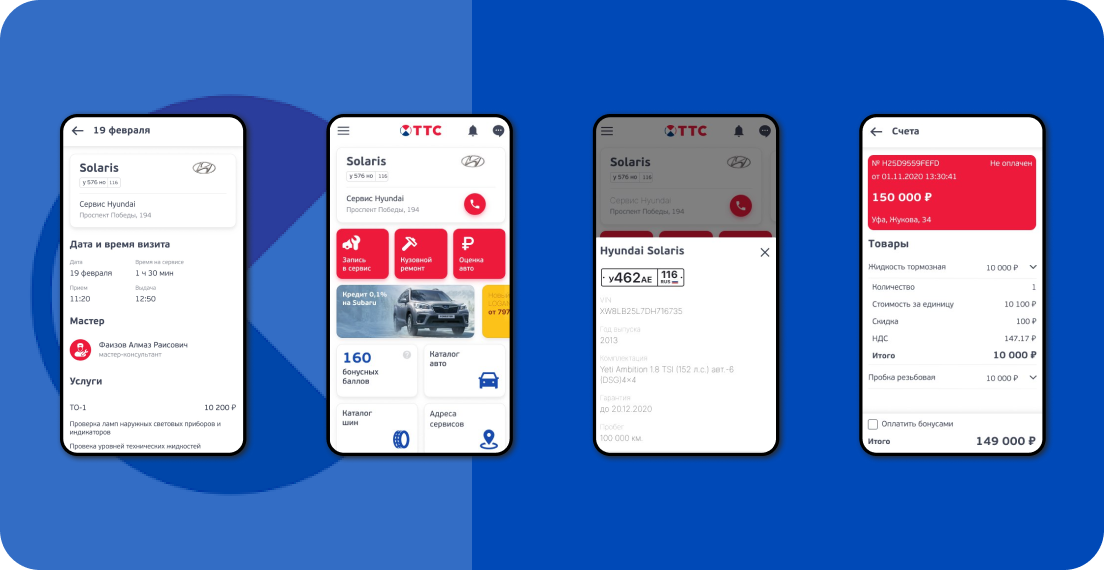 19 февраля
Solaris
у 576 но 116
Сервис Hyundai
Проспект Победы, 194
Дата и время визита
Дата
Время на сервисе
19 февраля
1 ч 30 мин
Прием
Выдача
11:20
12:50
Мастер
Фаизов Алмаз Раисович
мастер-консультант
Услуги
ТО-1
10 200 ₽
Проверка ламп наружных световых приборов и
индикаторов
Провека уровней технических жидкостей
ТТС
Solaris
у 576 но 116
Сервис Hyundai
Проспект Победы, 194
Запись
в сервис
Кузовной
ремонт
Оценка
авто
Кредит 0,1%
на Subaru
от 797
160
бонусных
баллов
?
Каталог
авто
Каталог
шин
Адреса
сервисов
ТТС
Solaris
у 576 но 116
Сервис Hyundai
Проспект Победы, 194
Hyundai Solaris
У462АЕ 116
RUS
VIN
XW8LB25L7DH716735
Год выпуска
2013
Комплектация
Yeti Ambition 1.8 TSI (152 л.с.) авт.-6
(DSG)4×4
Гарантия
до 20.12.2020
Пробег
100 000 км.
Счета
№ H25D9559FEFD
Не оплачен
от 01.11.2020 13:30:41
150 000 ₽
Уфа, Жукова, 34
Товары
Жидкость тормозная
10 000 ₽
Количество
1
Стоимость за единицу
10 100 ₽
Скидка
100 ₽
НДС
147.17 ₽
Итого
10 000 ₽
Пробка резьбовая
10 000 ₽
Оплатить бонусами
Итого
149 000 ₽